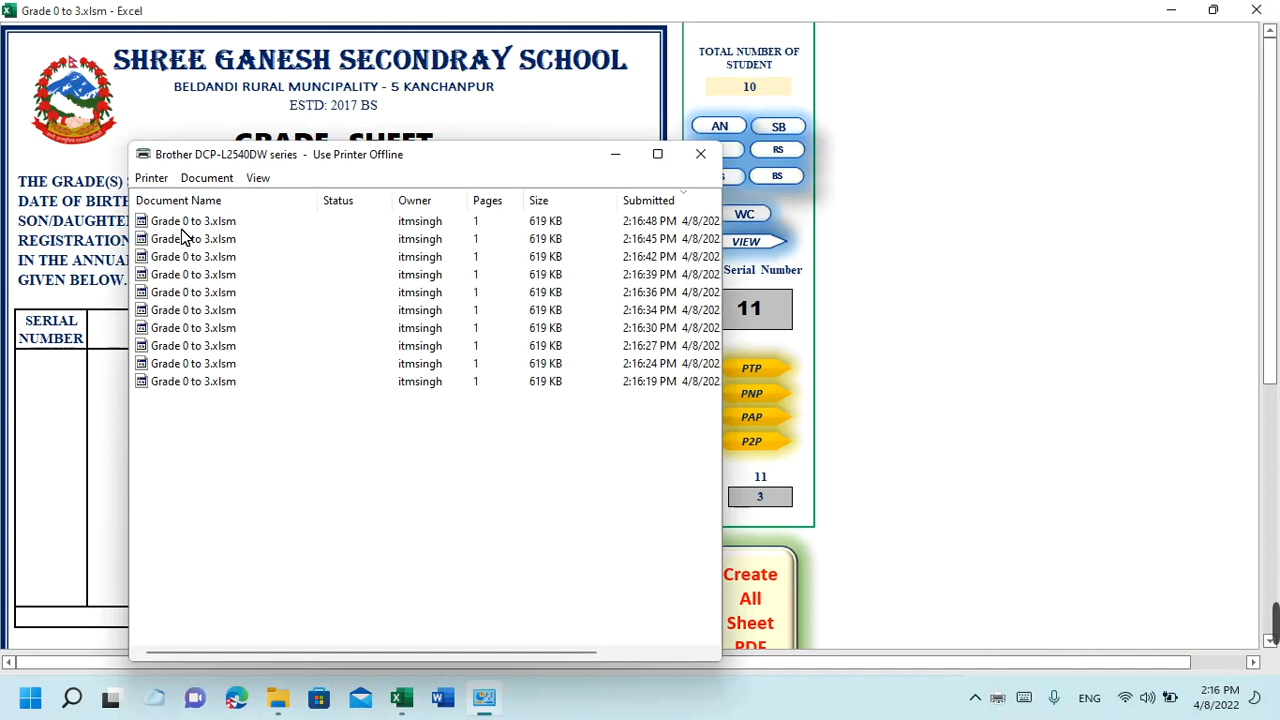 Grade 0 to 3.xlsm - Excel
SHREE GANESH SECONDRAY SCHOOL
BELDANDI RURAL MUNCIPALITY - 5 KANCHANPUR
ESTD: 2017 BS
GRADE SHEET
THE GRADE(S)
DATE OF BIRTH
SON/DAUGHTE
REGISTRATION
IN THE ANNUA
GIVEN BELOW.
SERIAL
NUMBER
Brother DCP-L2540DW series - Use Printer Offline
Printer Document View
Document Name Status Owner Pages Size Submitted
Grade 0 to 3.xlsm itmsingh 1 619 KB 2:16:48 PM 4/8/202
Grade 0 to 3.xlsm itmsingh 1 619 KB 2:16:45 PM 4/8/202
Grade 0 to 3.xlsm itmsingh 1 619 KB 2:16:42 PM 4/8/202
Grade 0 to 3.xlsm itmsingh 1 619 KB 2:16:39 PM 4/8/202
Grade 0 to 3.xlsm itmsingh 1 619 KB 2:16:36 PM 4/8/202
Grade 0 to 3.xlsm itmsingh 1 619 KB 2:16:34 PM 4/8/202
Grade 0 to 3.xlsm itmsingh 1 619 KB 2:16:30 PM 4/8/202
Grade 0 to 3.xlsm itmsingh 1 619 KB 2:16:27 PM 4/8/202
Grade 0 to 3.xlsm itmsingh 1 619 KB 2:16:24 PM 4/8/202
Grade 0 to 3.xlsm itmsingh 1 619 KB 2:16:19 PM 4/8/202
TOTAL NUMBER OF
STUDENT
10
AN SB
RS
BS
WC
VIEW
Serial Number
11
PTP
PNP
PAP
P2P
11
3
Create
All
Sheet
PDF
ENG
2:16 PM
4/8/2022